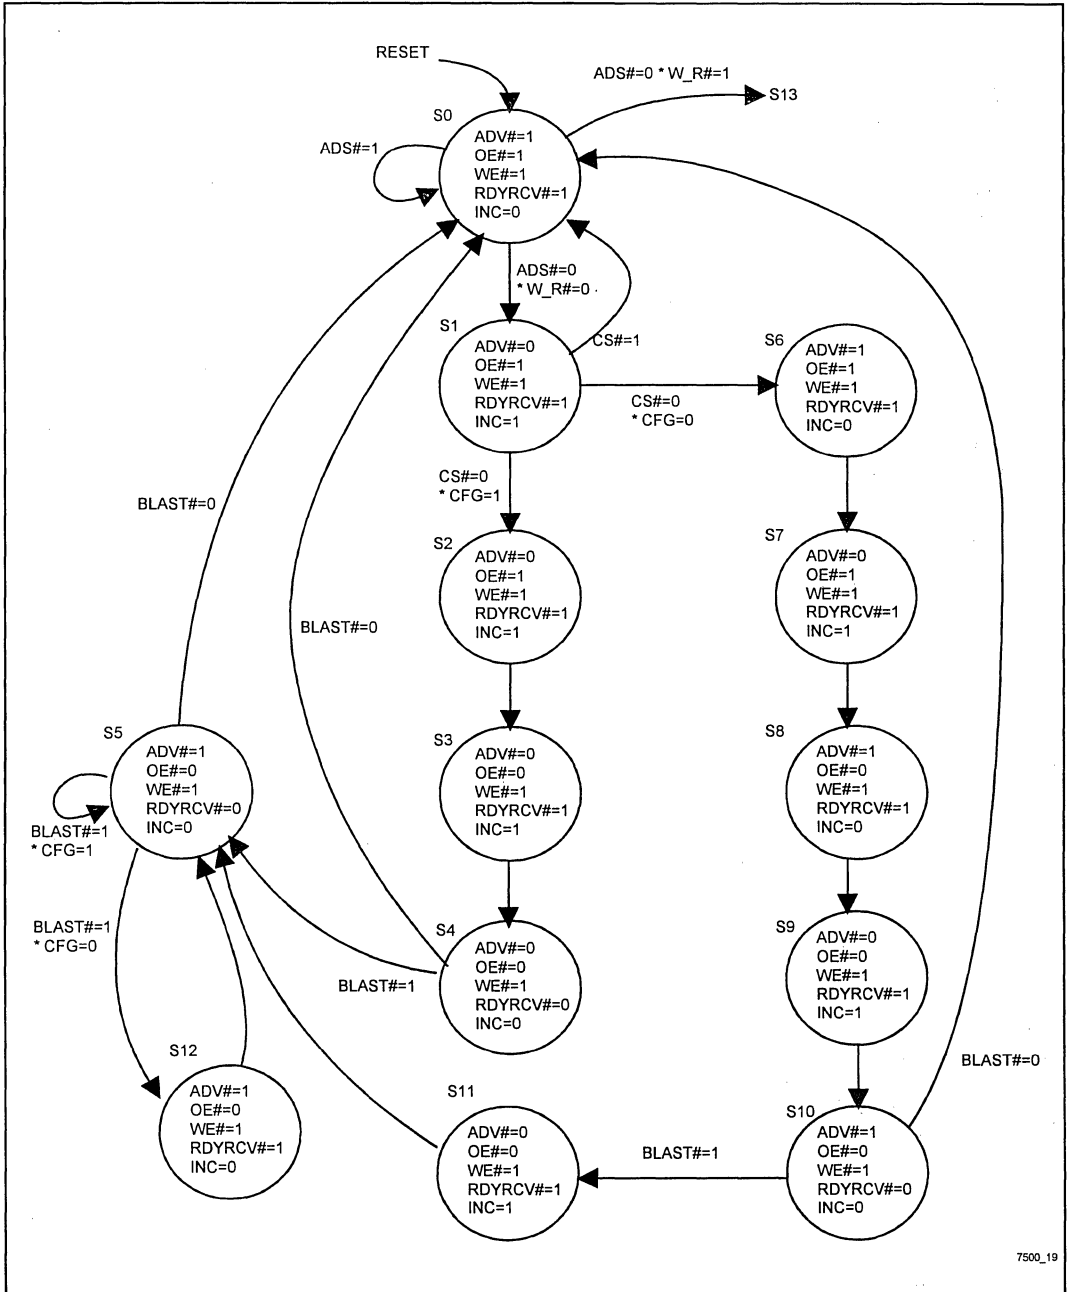 RESET
ADS#=0 * W_R#=1
S13
S0
ADV#=1
OE#=1
WE#=1
RDYRCV#=1
INC=0
ADS#=1
ADS#=0
* W_R#=0
S1
ADV#=0
OE#=1
WE#=1
RDYRCV#=1
INC=1
CS#=1
CS#=0
* CFG=0
S6
ADV#=1
OE#=1
WE#=1
RDYRCV#=1
INC=0
CS#=0
* CFG=1
BLAST#=0
S2
ADV#=0
OE#=1
WE#=1
RDYRCV#=1
INC=1
S7
ADV#=0
OE#=1
WE#=1
RDYRCV#=1
INC=1
BLAST#=0
S5
ADV#=1
OE#=0
WE#=1
RDYRCV#=0
INC=0
BLAST#=1
* CFG=1
S3
ADV#=0
OE#=0
WE#=1
RDYRCV#=1
INC=1
S8
ADV#=1
OE#=0
WE#=1
RDYRCV#=1
INC=0
BLAST#=1
* CFG=0
S4
ADV#=0
OE#=0
WE#=1
RDYRCV#=0
INC=0
BLAST#=1
S9
ADV#=0
OE#=0
WE#=1
RDYRCV#=1
INC=1
BLAST#=0
S12
ADV#=1
OE#=0
WE#=1
RDYRCV#=1
INC=0
S11
ADV#=0
OE#=0
WE#=1
RDYRCV#=1
INC=1
BLAST#=1
S10
ADV#=1
OE#=0
WE#=1
RDYRCV#=0
INC=0
7500_19